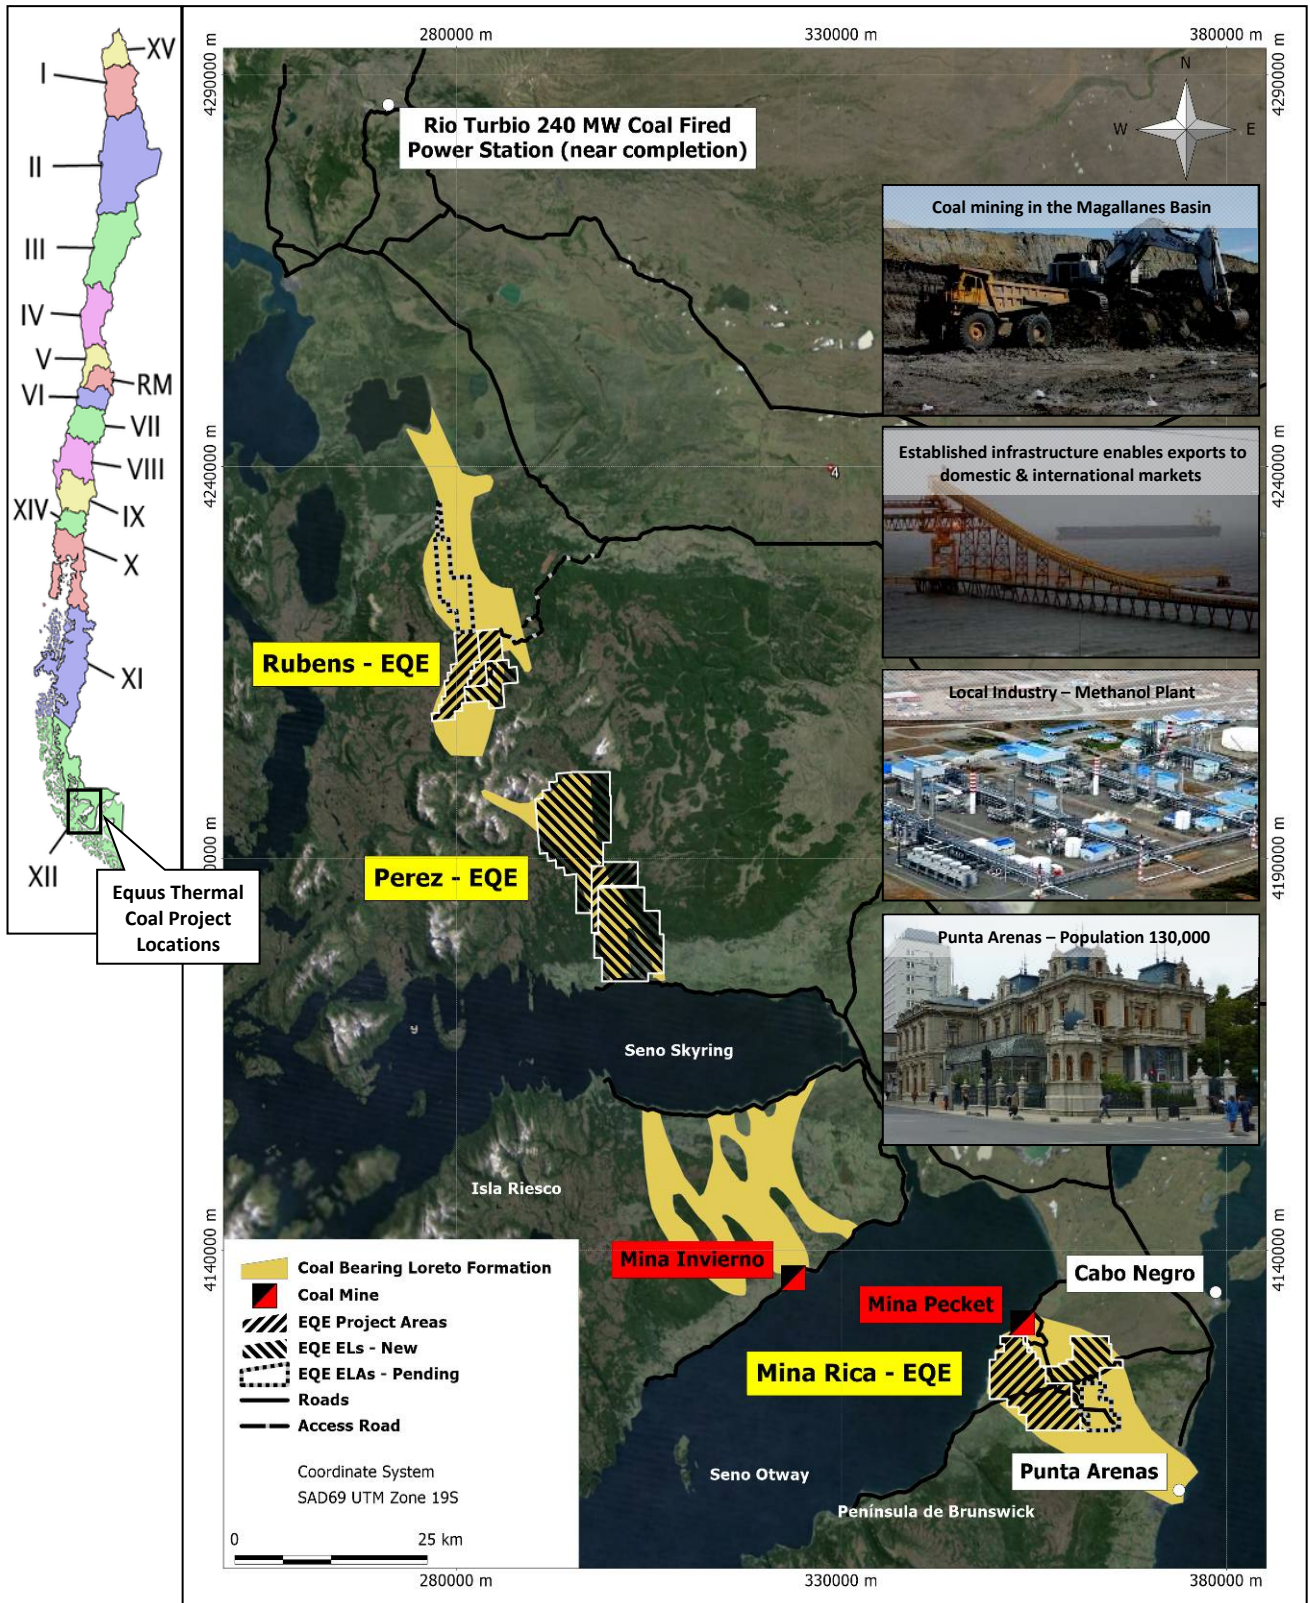 XV
I
II
III
IV
V
RM
VI
VII
VIII
IX
XIV
X
XI
XII
Equus Thermal
Coal Project
Locations
280000 m
330000 m
380000 m
4290000 m
4290000 m
N
W
E
S
Rio Turbio 240 MW Coal Fired
Power Station (near completion)
Coal mining in the Magallanes Basin
4240000 m
4240000 m
4
Established infrastructure enables exports to
domestic & international markets
Rubens - EQE
Local Industry – Methanol Plant
0000 m
4190000 m
Perez - EQE
Punta Arenas – Population 130,000
Seno Skyring
Isla Riesco
4140000 m
4140000 m
Mina Invierno
Cabo Negro
Mina Pecket
Mina Rica - EQE
Punta Arenas
Seno Otway
Península de Brunswick
Coal Bearing Loreto Formation
Coal Mine
EQE Project Areas
EQE ELs - New
EQE ELAs - Pending
Roads
Access Road
Coordinate System
SAD69 UTM Zone 19S
0
25 km
280000 m
330000 m
380000 m